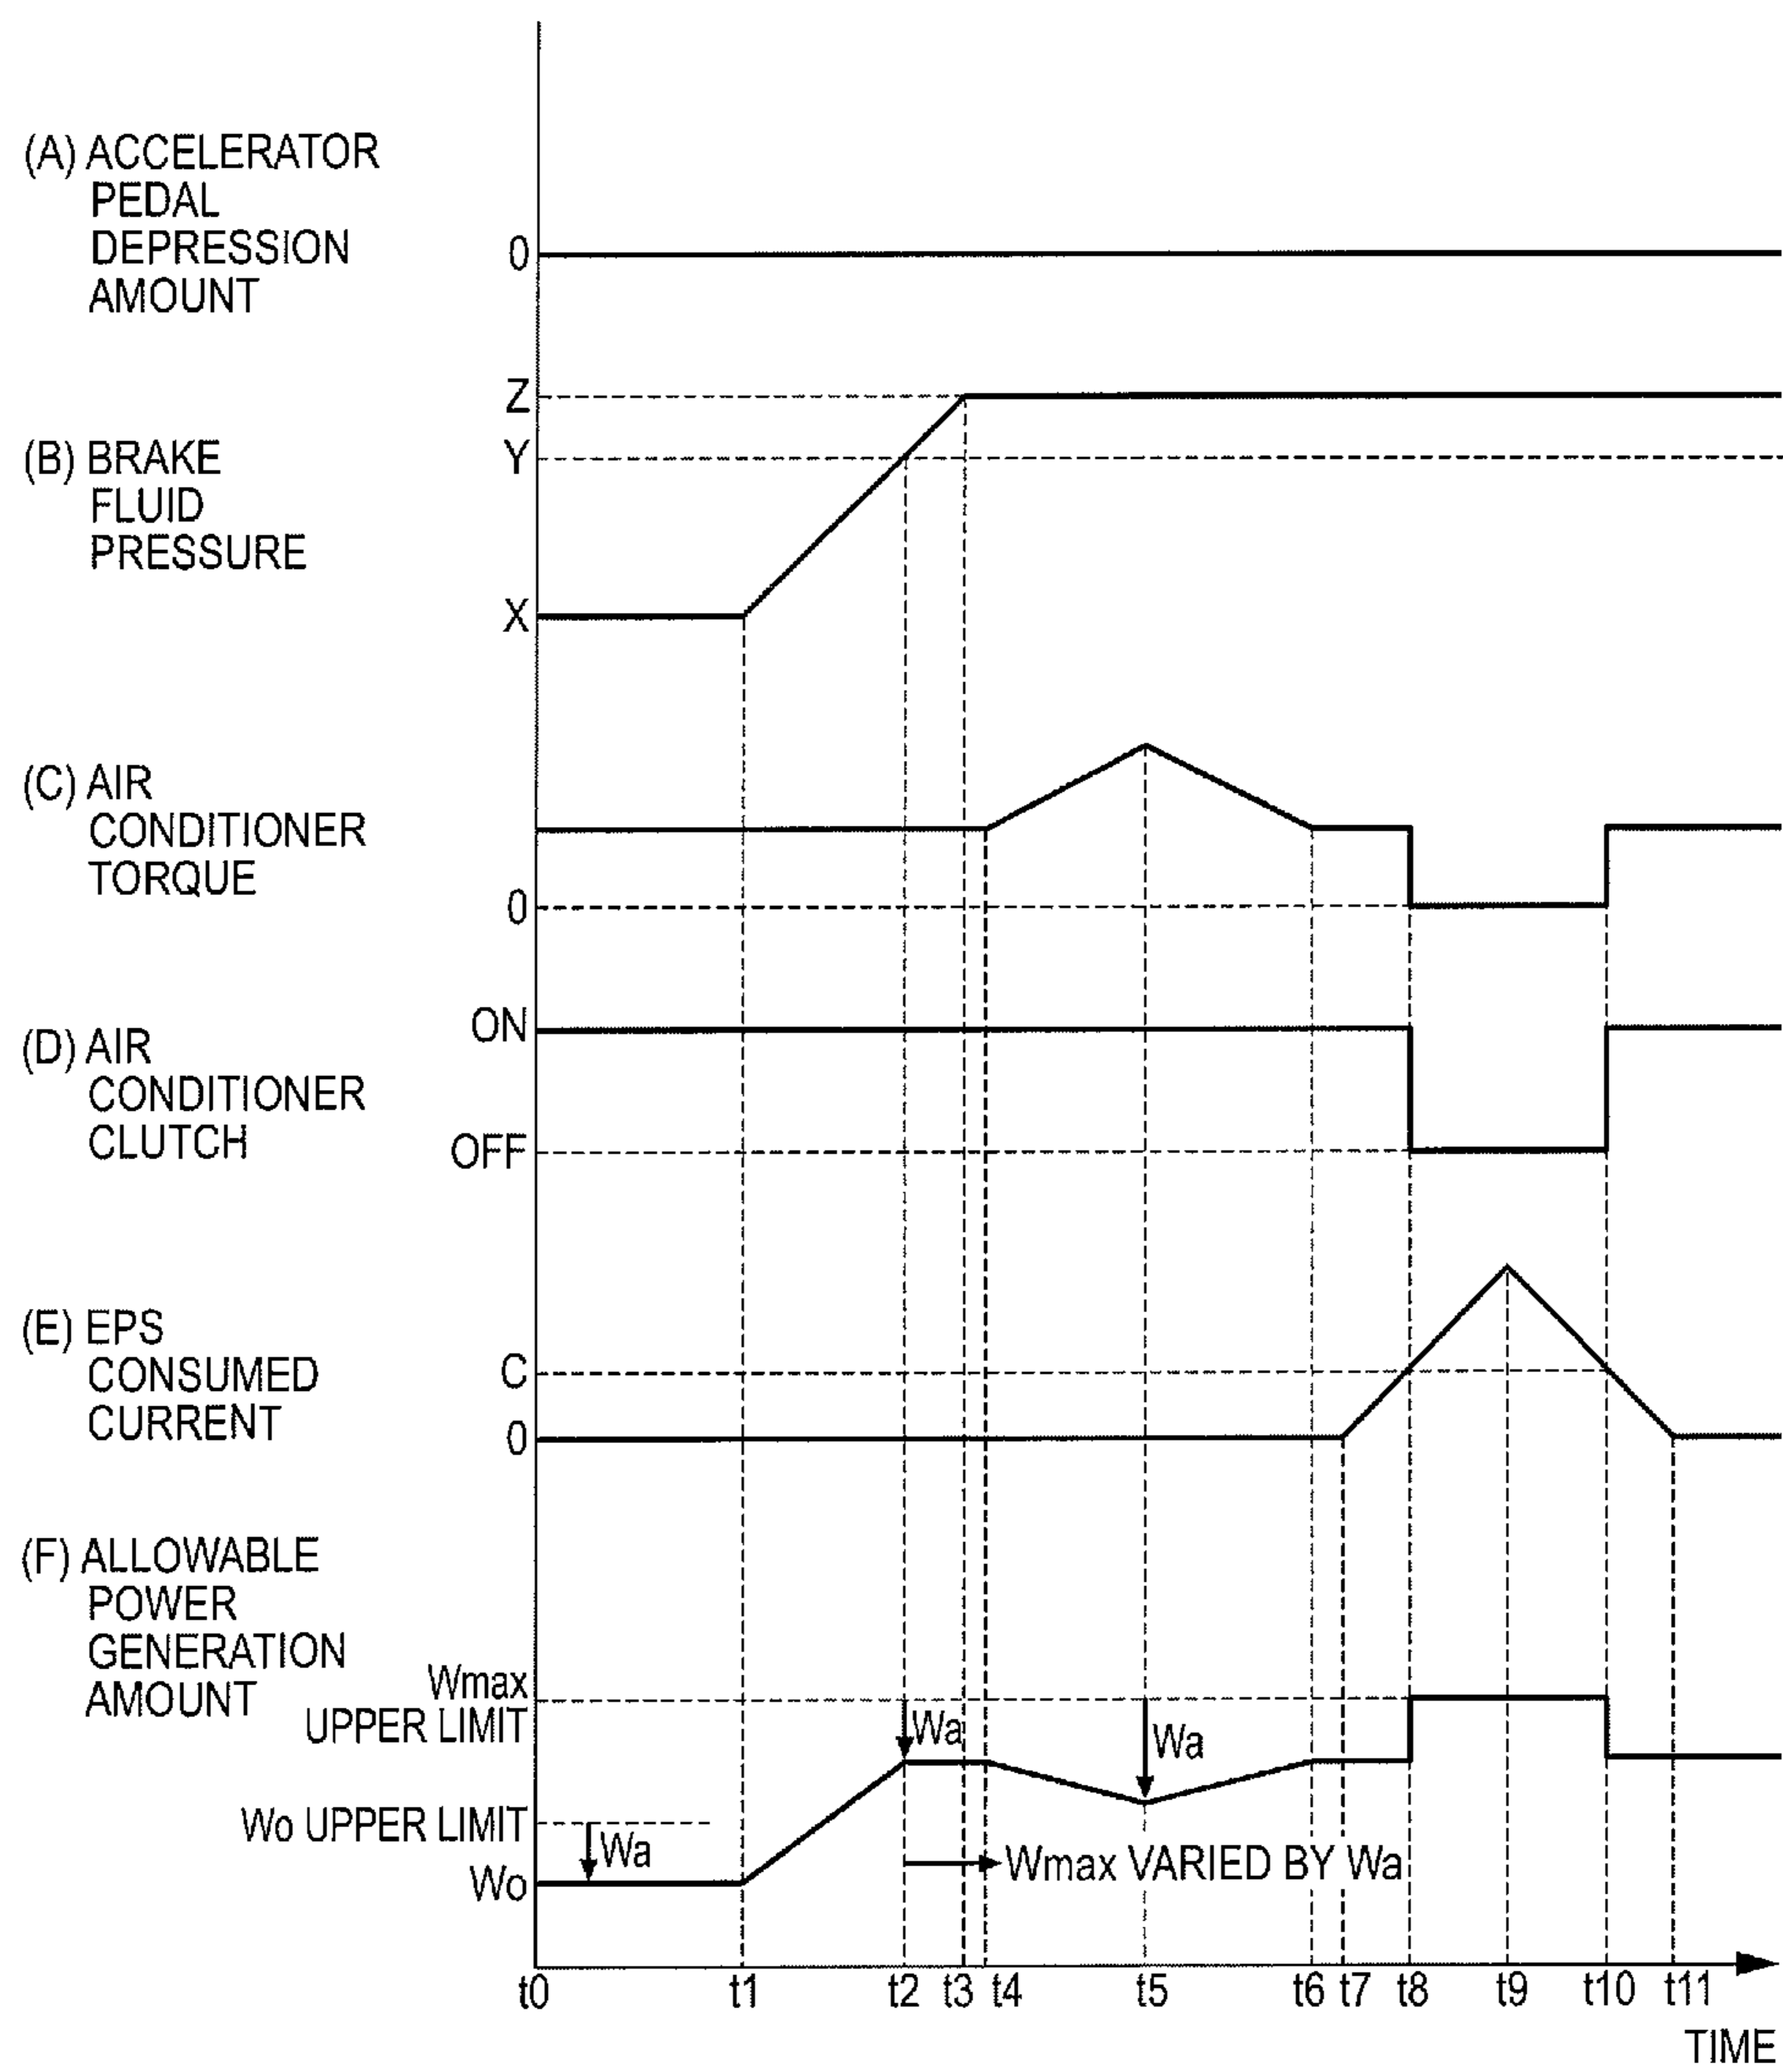 (A) ACCELERATOR
PEDAL
DEPRESSION
AMOUNT
0
Z
(B) BRAKE
FLUID
PRESSURE
Y
X
(C) AIR
CONDITIONER
TORQUE
0
ON
(D) AIR
CONDITIONER
CLUTCH
OFF
(E) EPS
CONSUMED
CURRENT
C
0
(F) ALLOWABLE
POWER
GENERATION
AMOUNT
Wmax
UPPER LIMIT
Wa
Wa
Wo UPPER LIMIT
Wa
Wo
Wmax VARIED BY Wa
t0 t1 t2 t3 t4 t5 t6 t7 t8 t9 t10 t11
TIME